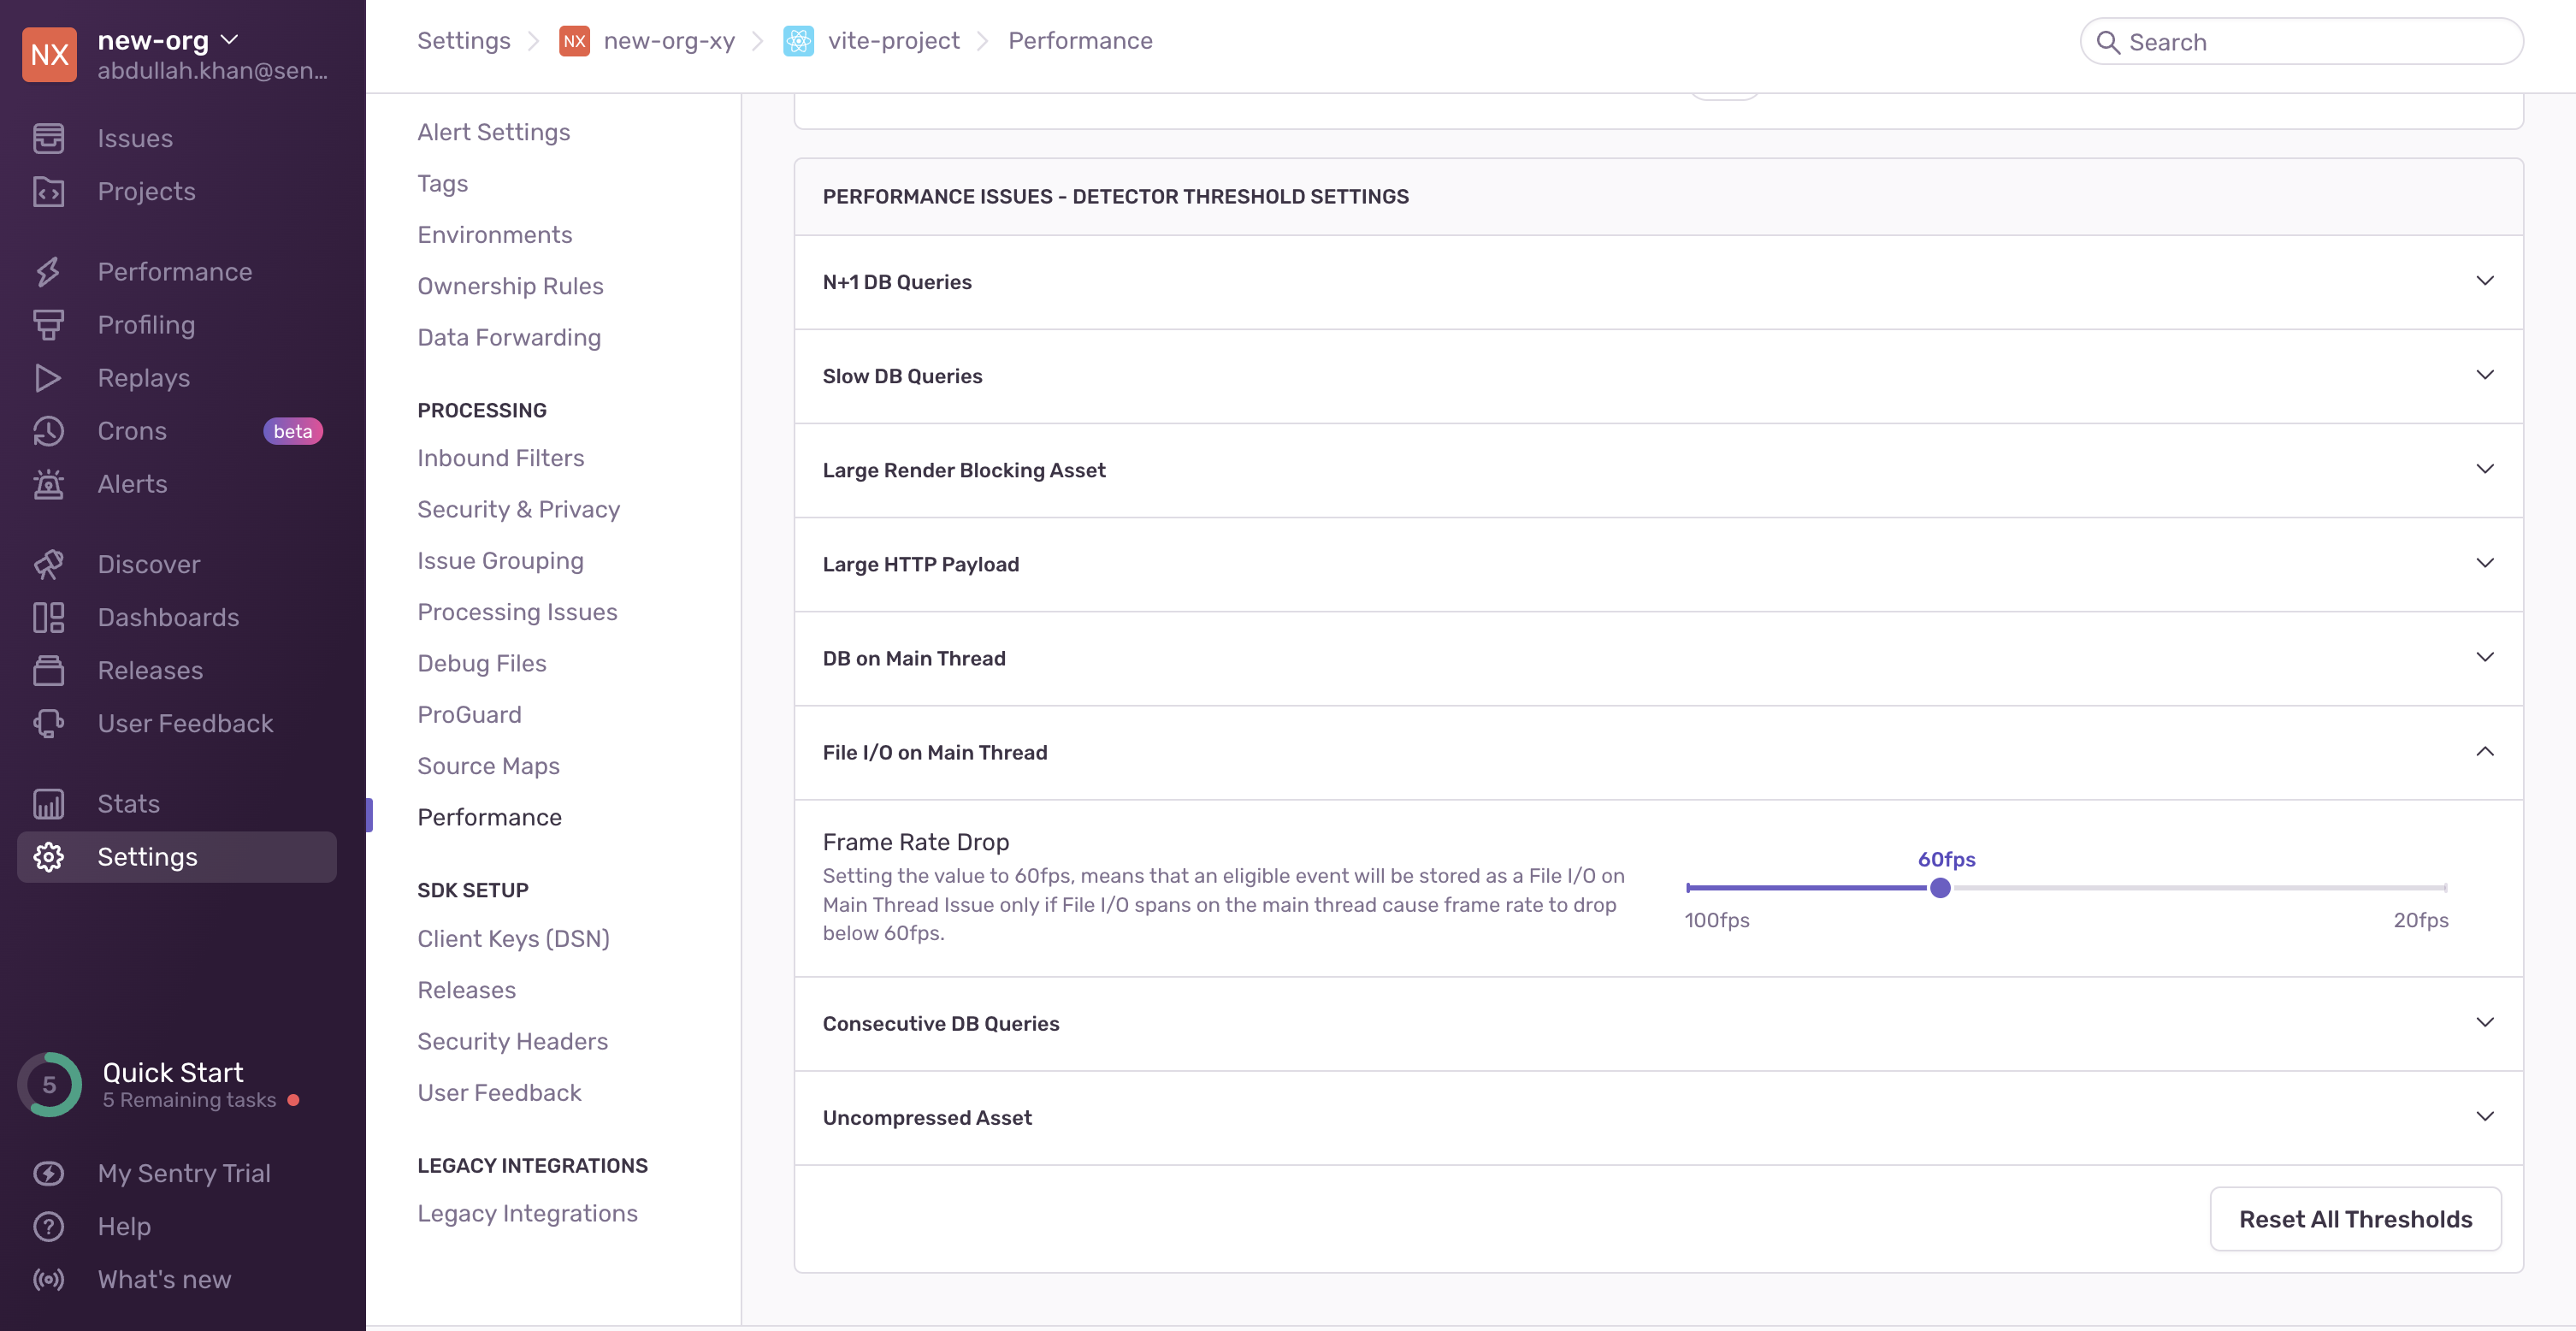 NX
new-org
abdullah.khan@sen...
Issues
Projects
Performance
Profiling
Replays
Crons beta
Alerts
Discover
Dashboards
Releases
User Feedback
Stats
Settings
5
Quick Start
5 Remaining tasks
My Sentry Trial
Help
What's new
Settings NX new-org-xy vite-project Performance
Search
Alert Settings
Tags
Environments
Ownership Rules
Data Forwarding
PROCESSING
Inbound Filters
Security & Privacy
Issue Grouping
Processing Issues
Debug Files
ProGuard
Source Maps
Performance
SDK SETUP
Client Keys (DSN)
Releases
Security Headers
User Feedback
LEGACY INTEGRATIONS
Legacy Integrations
PERFORMANCE ISSUES - DETECTOR THRESHOLD SETTINGS
N+1 DB Queries
Slow DB Queries
Large Render Blocking Asset
Large HTTP Payload
DB on Main Thread
File I/O on Main Thread
Frame Rate Drop
Setting the value to 60fps, means that an eligible event will be stored as a File I/O on
Main Thread Issue only if File I/O spans on the main thread cause frame rate to drop
below 60fps.
60fps
100fps 20fps
Consecutive DB Queries
Uncompressed Asset
Reset All Thresholds